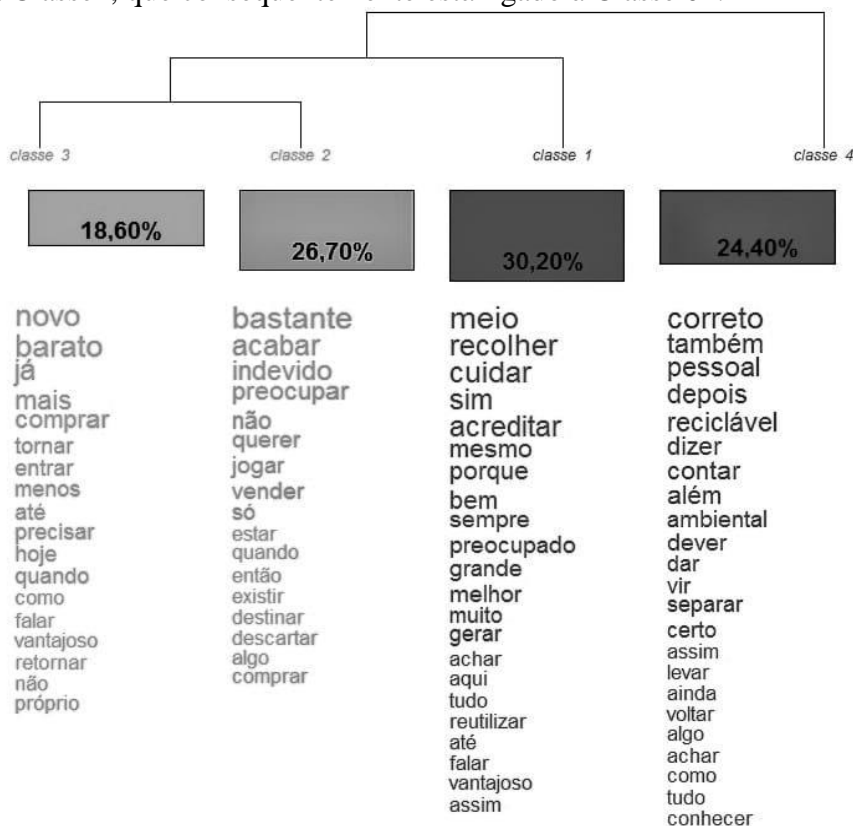 classe 3
classe 2
classe 1
classe 4
18,60%
26,70%
30,20%
24,40%
novo
barato
já
mais
comprar
tornar
entrar
menos
até
precisar
hoje
quando
como
falar
vantajoso
retornar
não
próprio
bastante
acabar
indevido
preocupar
não
querer
jogar
vender
só
estar
quando
então
existir
destinar
descartar
algo
comprar
meio
recolher
cuidar
sim
acreditar
mesmo
porque
bem
sempre
preocupado
grande
melhor
muito
gerar
achar
aqui
tudo
reutilizar
até
falar
vantajoso
assim
correto
também
pessoal
depois
reciclável
dizer
contar
além
ambiental
dever
dar
vir
separar
certo
assim
levar
ainda
voltar
algo
achar
como
tudo
conhecer